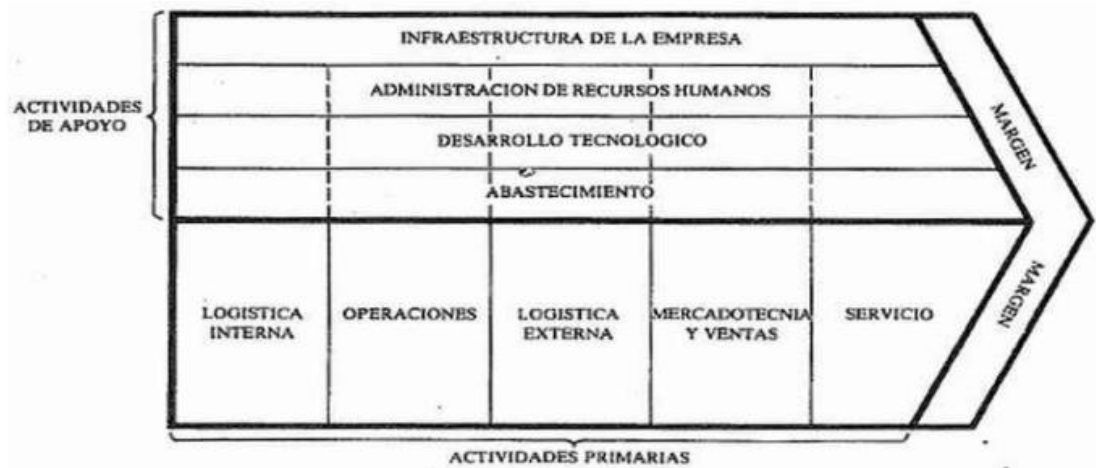 INFRAESTRUCTURA DE LA EMPRESA
ADMINISTRACION DE RECURSOS HUMANOS
ACTIVIDADES
DE APOYO
DESARROLLO TECNOLOGICO
ABASTECIMIENTO
MARGEN
LOGISTICA
INTERNA
OPERACIONES
LOGISTICA
EXTERNA
MERCADOTECNIA
Y VENTAS
SERVICIO
MARGEN
ACTIVIDADES PRIMARIAS